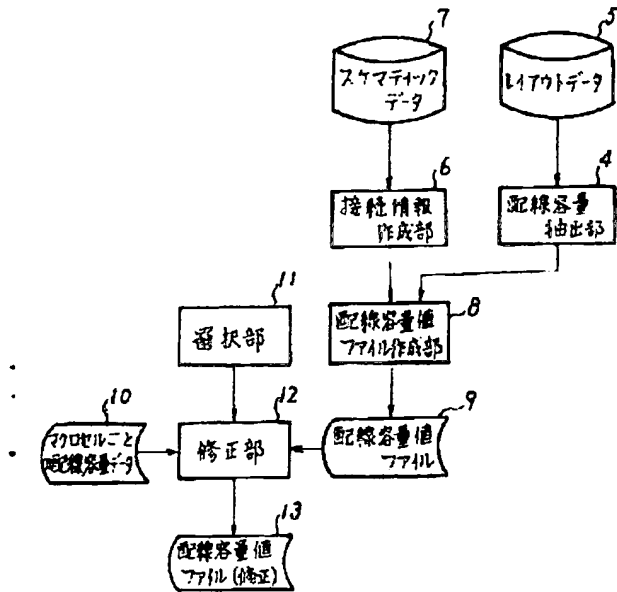 7
スケマティック
データ
5
レイアウトデータ
6
接続情報
作成部
4
配線容量
抽出部
11
選択部
8
配線容量値
ファイル作成部
10
マクロセルごと
の配線容量データ
12
修正部
9
配線容量値
ファイル
13
配線容量値
ファイル(修正)